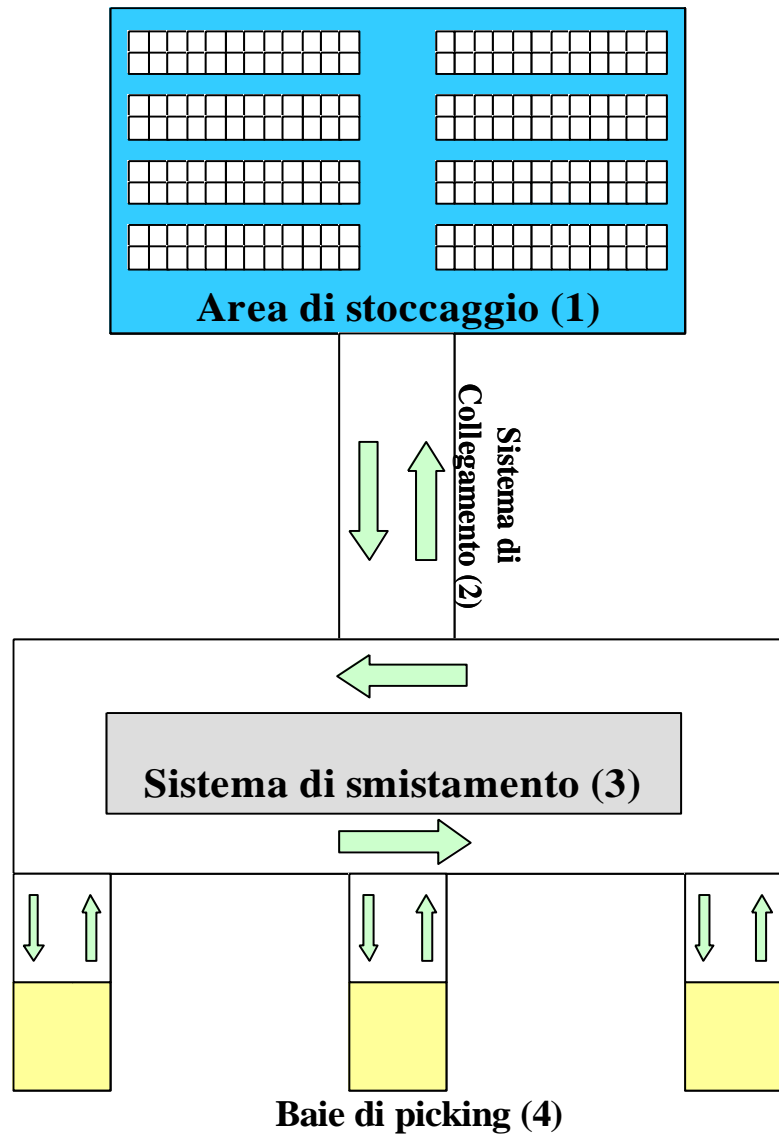 Area di stoccaggio (1)
Sistema di
Collegamento (2)
Sistema di smistamento (3)
Baie di picking (4)